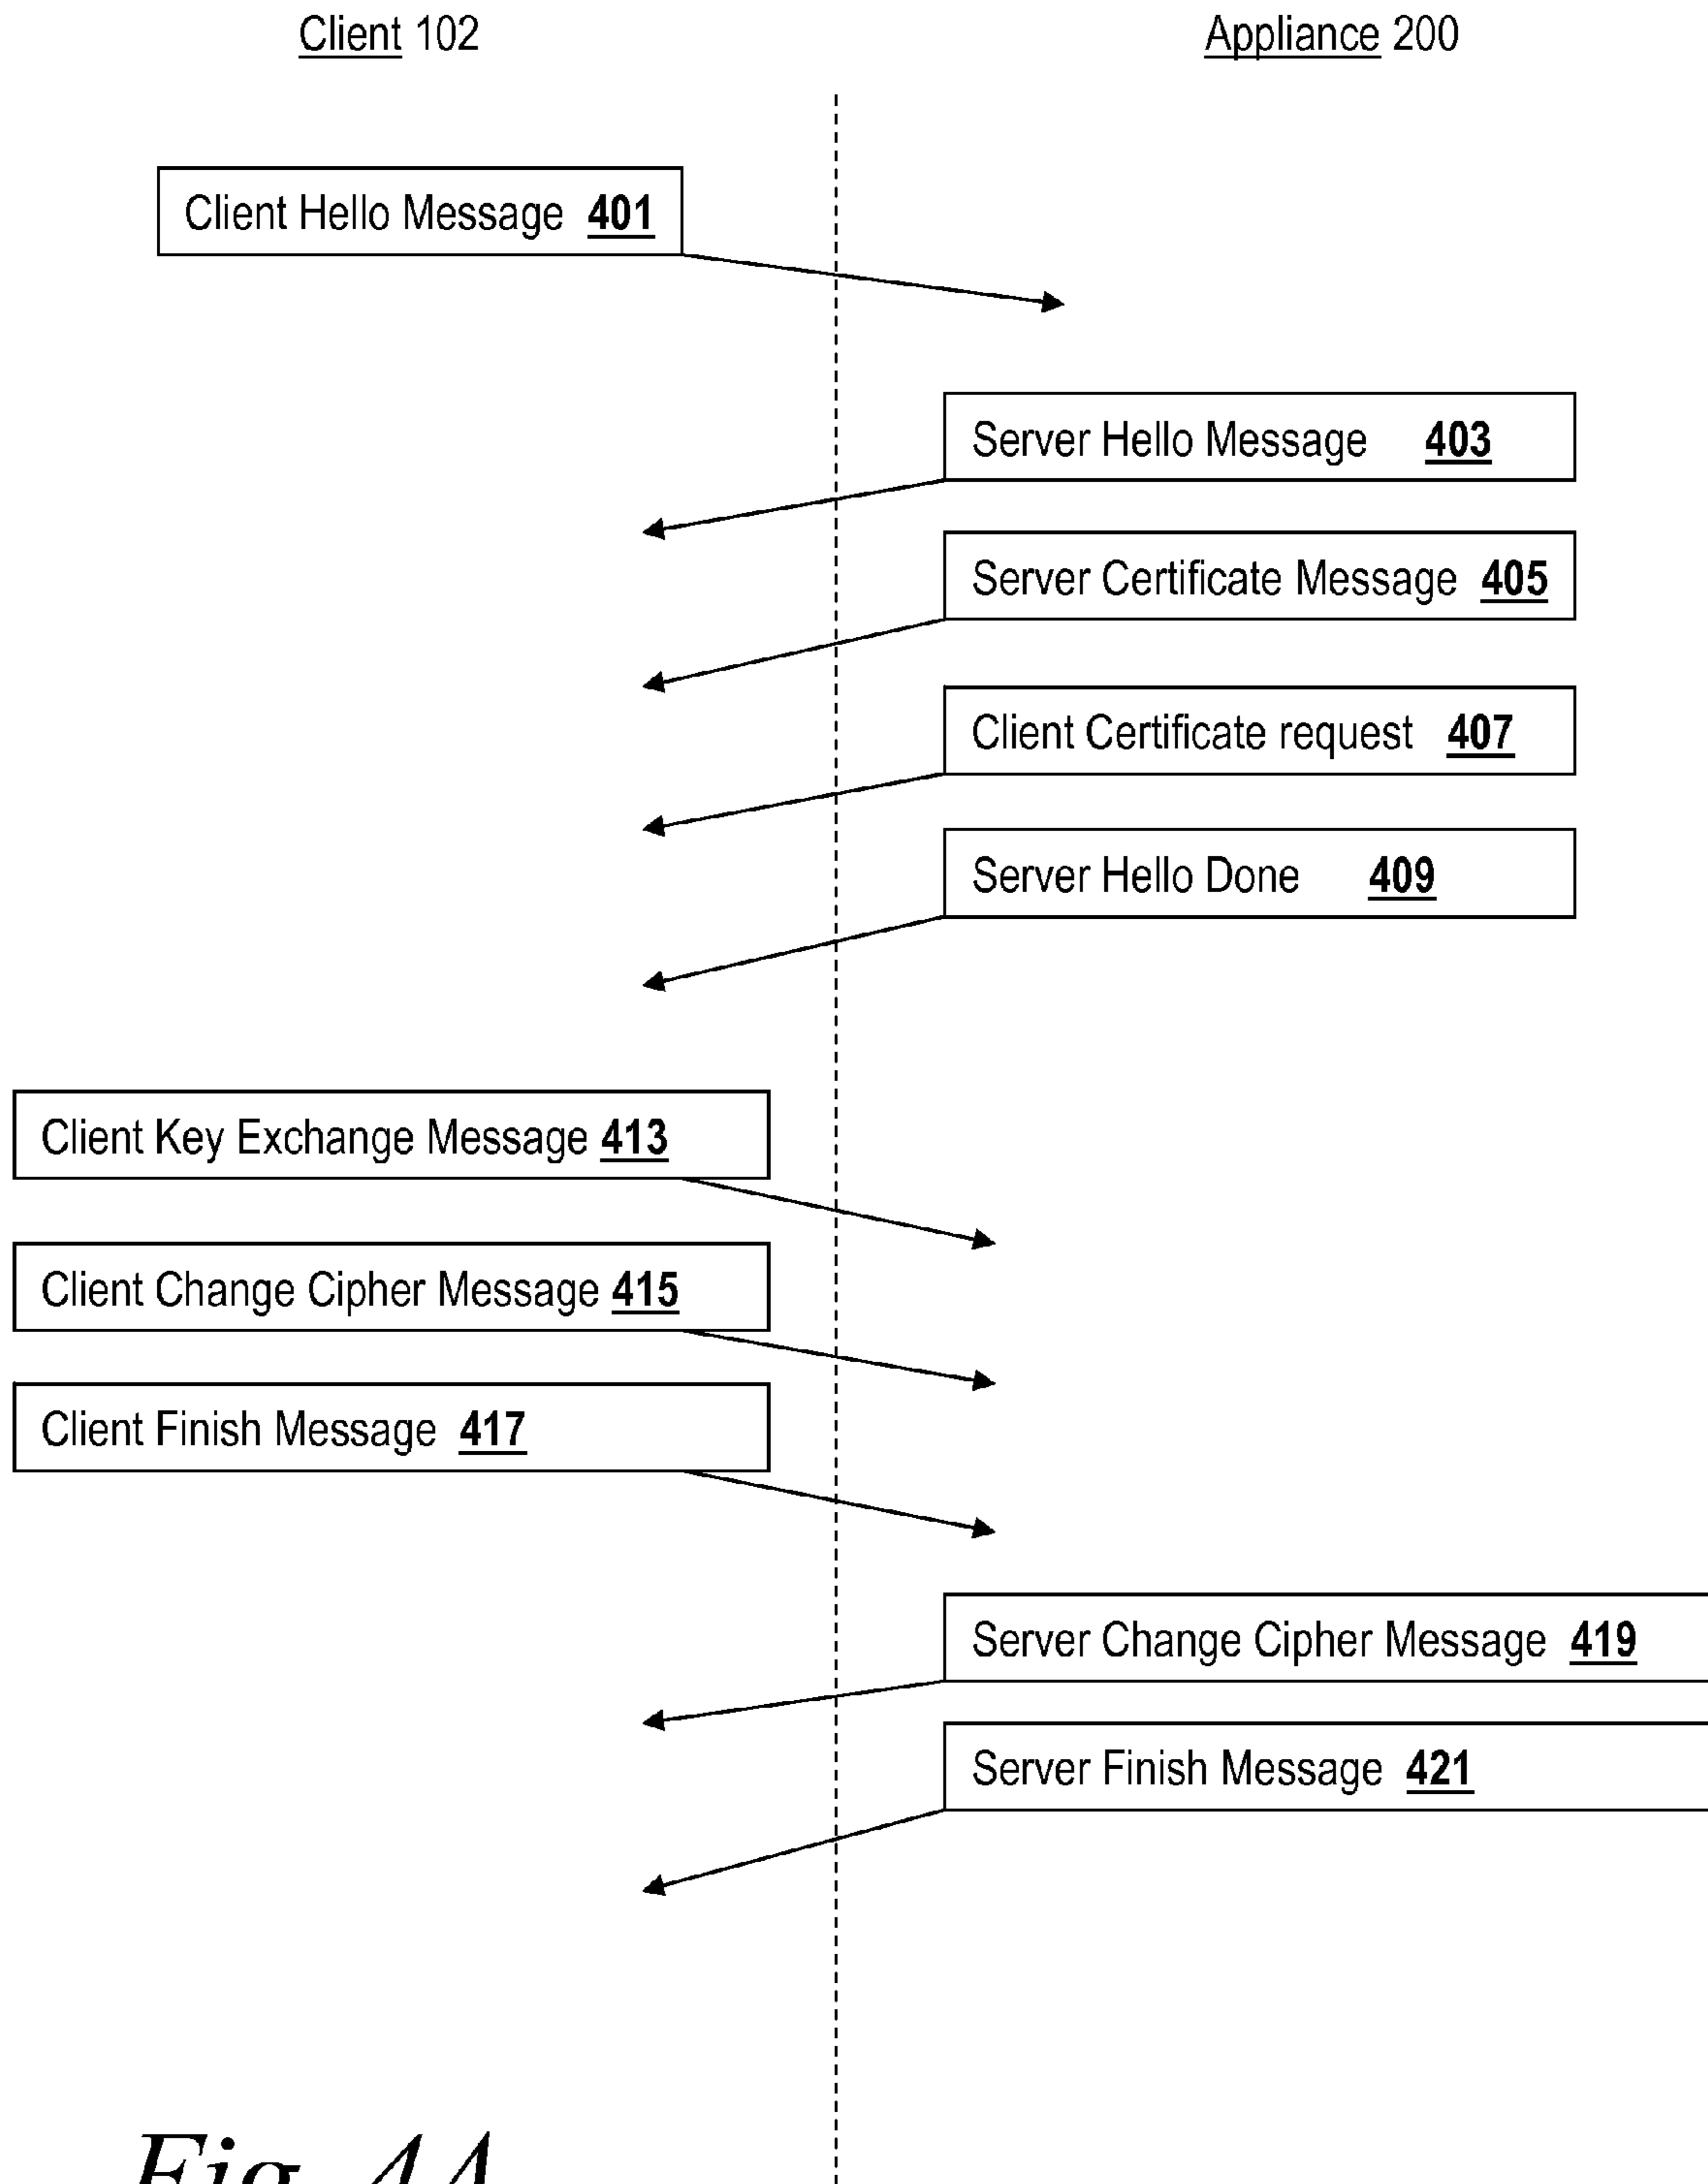 Client 102
Appliance 200
Client Hello Message 401
Server Hello Message 403
Server Certificate Message 405
Client Certificate request 407
Server Hello Done 409
Client Key Exchange Message 413
Client Change Cipher Message 415
Client Finish Message 417
Server Change Cipher Message 419
Server Finish Message 421
Fig. 4A